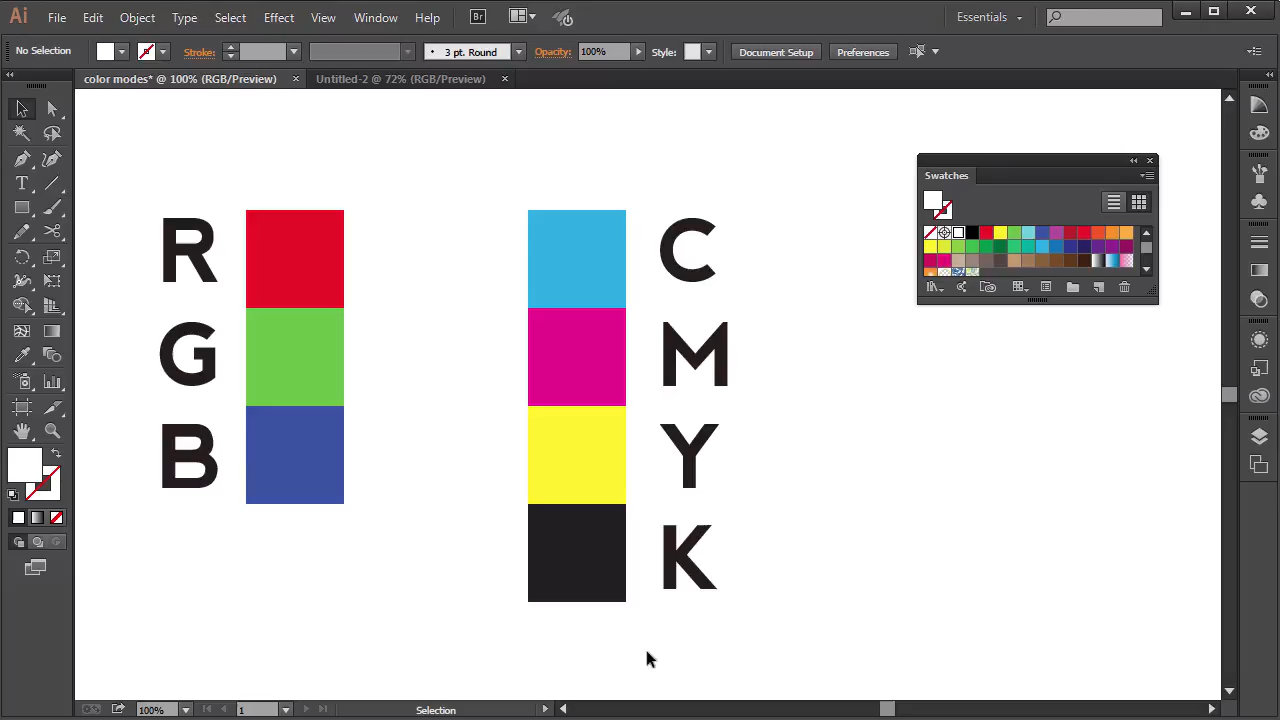 Ai File Edit Object Type Select Effect View Window Help Br Essentials
No Selection Stroke: 3 pt. Round Opacity: 100% Style: Document Setup Preferences
color modes* @ 100% (RGB/Preview) × Untitled-2 @ 72% (RGB/Preview) ×
Swatches
R
G
B
C
M
Y
K
100% 1 Selection